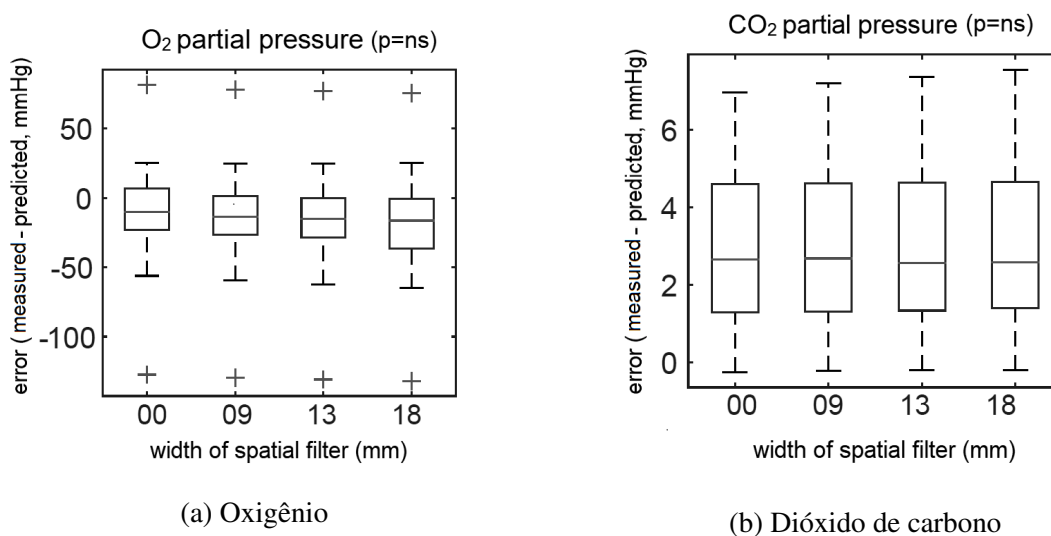 O₂ partial pressure (p=ns)
error ( measured - predicted, mmHg)
50
0
-50
-100
00 09 13 18
width of spatial filter (mm)
(a) Oxigênio
CO₂ partial pressure (p=ns)
error ( measured - predicted, mmHg)
6
4
2
0
00 09 13 18
width of spatial filter (mm)
(b) Dióxido de carbono